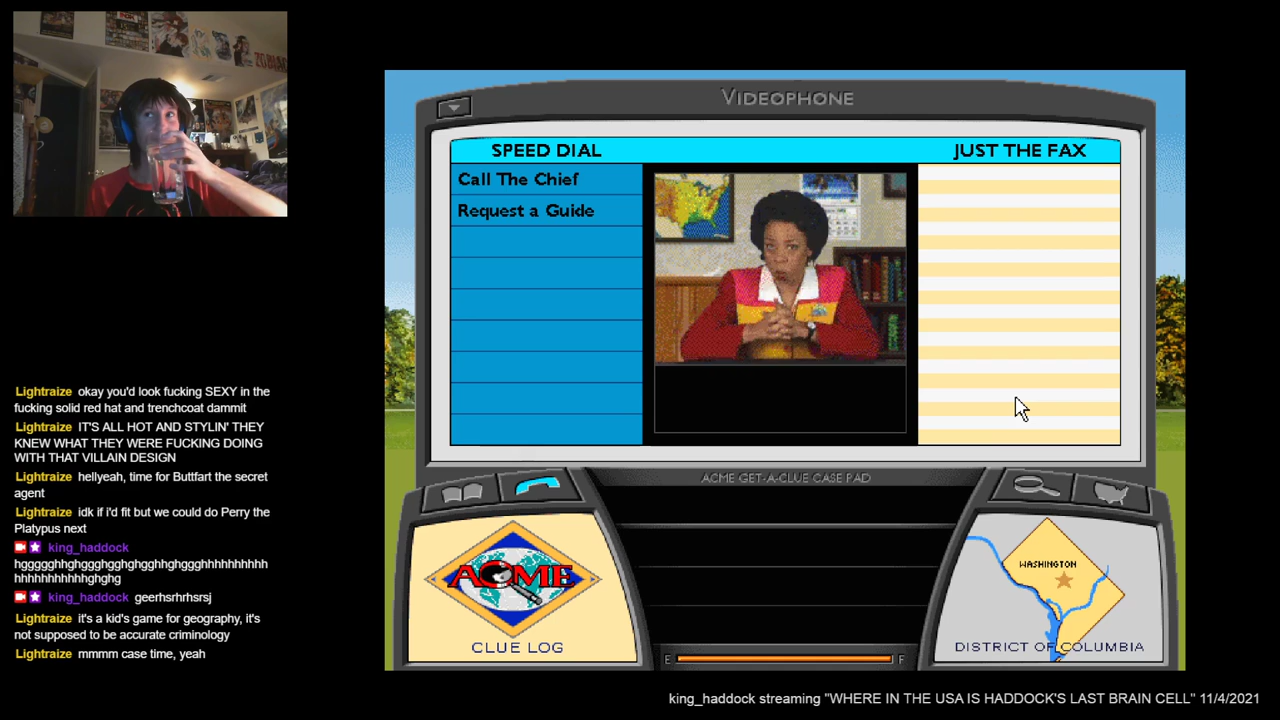 VIDEOPHONE
SPEED DIAL
JUST THE FAX
Call The Chief
Request a Guide
ACME GET-A-CLUE CASE PAD
ACME
CLUE LOG
E
F
WASHINGTON
DISTRICT OF COLUMBIA
Lightraize okay you'd look fucking SEXY in the
fucking solid red hat and trenchcoat dammit
Lightraize IT'S ALL HOT AND STYLIN' THEY
KNEW WHAT THEY WERE FUCKING DOING
WITH THAT VILLAIN DESIGN
Lightraize hellyeah, time for Buttfart the secret
agent
Lightraize idk if i'd fit but we could do Perry the
Platypus next
king_haddock
hggggghhghggghgghghgghhghggghhhhhhhhhh
hhhhhhhhhhhghghg
king_haddock geerhsrhrhsrsj
Lightraize it's a kid's game for geography, it's
not supposed to be accurate criminology
Lightraize mmmm case time, yeah
king_haddock streaming "WHERE IN THE USA IS HADDOCK'S LAST BRAIN CELL" 11/4/2021